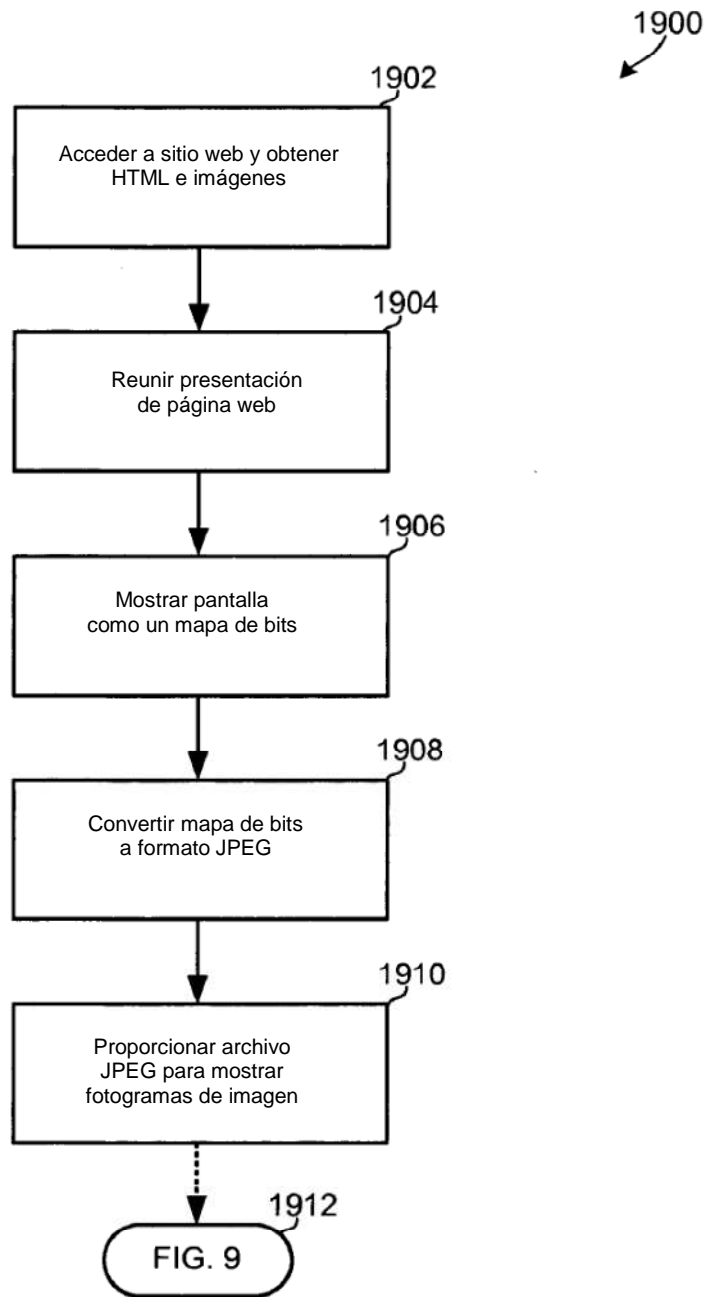 1900
1902
Acceder a sitio web y obtener
HTML e imágenes
1904
Reunir presentación
de página web
1906
Mostrar pantalla
como un mapa de bits
1908
Convertir mapa de bits
a formato JPEG
1910
Proporcionar archivo
JPEG para mostrar
fotogramas de imagen
1912
FIG. 9